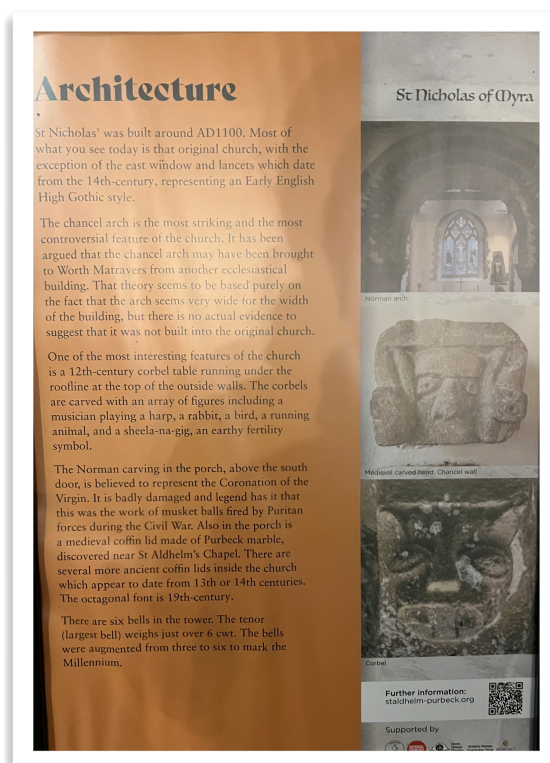 Architecture
St Nicholas' was built around AD1100. Most of
what you see today is that original church, with the
exception of the east window and lancets which date
from the 14th-century, representing an Early English
High Gothic style.
The chancel arch is the most striking and the most
controversial feature of the church. It has been
argued that the chancel arch may have been brought
to Worth Matravers from another ecclesiastical
building. That theory seems to be based purely on
the fact that the arch seems very wide for the width
of the building, but there is no actual evidence to
suggest that it was not built into the original church.
One of the most interesting features of the church
is a 12th-century corbel table running under the
roofline at the top of the outside walls. The corbels
are carved with an array of figures including a
musician playing a harp, a rabbit, a bird, a running
animal, and a sheela-na-gig, an earthy fertility
symbol.
The Norman carving in the porch, above the south
door, is believed to represent the Coronation of the
Virgin. It is badly damaged and legend has it that
this was the work of musket balls fired by Puritan
forces during the Civil War. Also in the porch is
a medieval coffin lid made of Purbeck marble,
discovered near St Aldhelm's Chapel. There are
several more ancient coffin lids inside the church
which appear to date from 13th or 14th centuries.
The octagonal font is 19th-century.
There are six bells in the tower. The tenor
(largest bell) weighs just over 6 cwt. The bells
were augmented from three to six to mark the
Millennium.
St Nicholas of Myra
Norman arch
Medieval carved head, Chancel wall
Corbel
Further information:
staldhelm-purbeck.org
Supported by